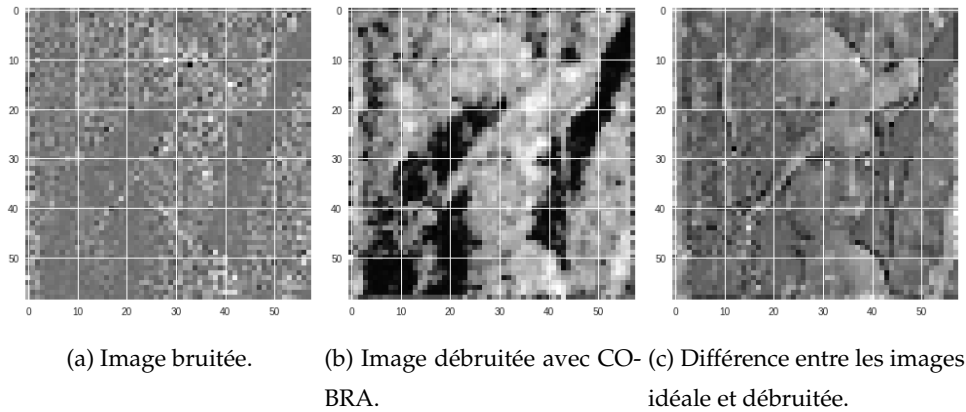 0
10
20
30
40
50
0 10 20 30 40 50
0
10
20
30
40
50
0 10 20 30 40 50
0
10
20
30
40
50
0 10 20 30 40 50
(a) Image bruitée.
(b) Image débruitée avec CO-
BRA.
(c) Différence entre les images
idéale et débruitée.